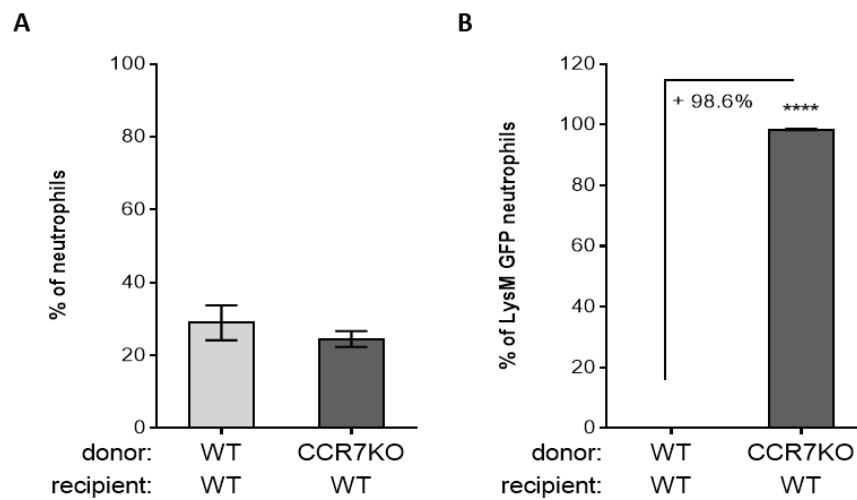 A
% of neutrophils
100
80
60
40
20
0
donor: WT CCR7KO
recipient: WT WT
B
% of LysM GFP neutrophils
120
100
80
60
40
20
0
+ 98.6%
****
donor: WT CCR7KO
recipient: WT WT